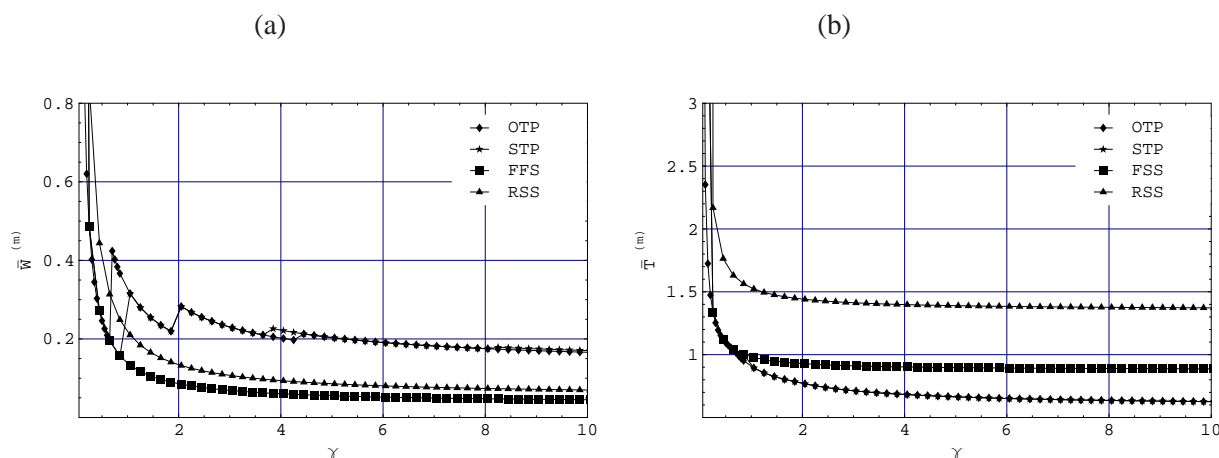 (a)
(b)
0.8
0.6
0.4
0.2
W̄ (m)
2
4
6
8
10
γ
OTP
STP
FFS
RSS
3
2.5
2
1.5
1
T̄ (m)
2
4
6
8
10
γ
OTP
STP
FSS
RSS